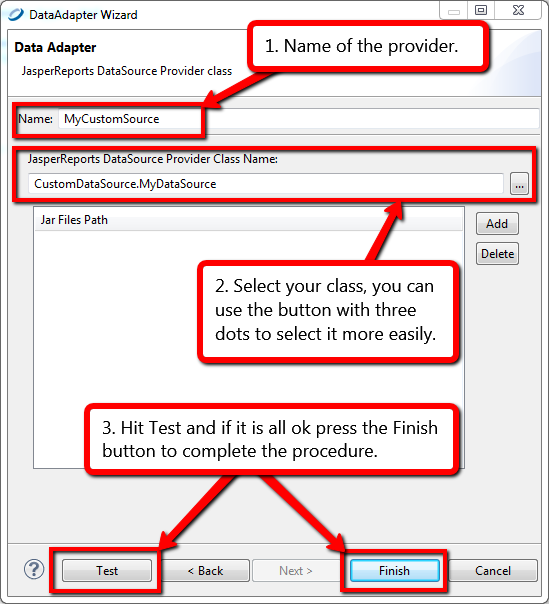 DataAdapter Wizard
Data Adapter
JasperReports DataSource Provider class
1. Name of the provider.
Name: MyCustomSource
JasperReports DataSource Provider Class Name:
CustomDataSource.MyDataSource
...
Jar Files Path
Add
Delete
2. Select your class, you can
use the button with three
dots to select it more easily.
3. Hit Test and if it is all ok press the Finish
button to complete the procedure.
?
Test
< Back
Next >
Finish
Cancel